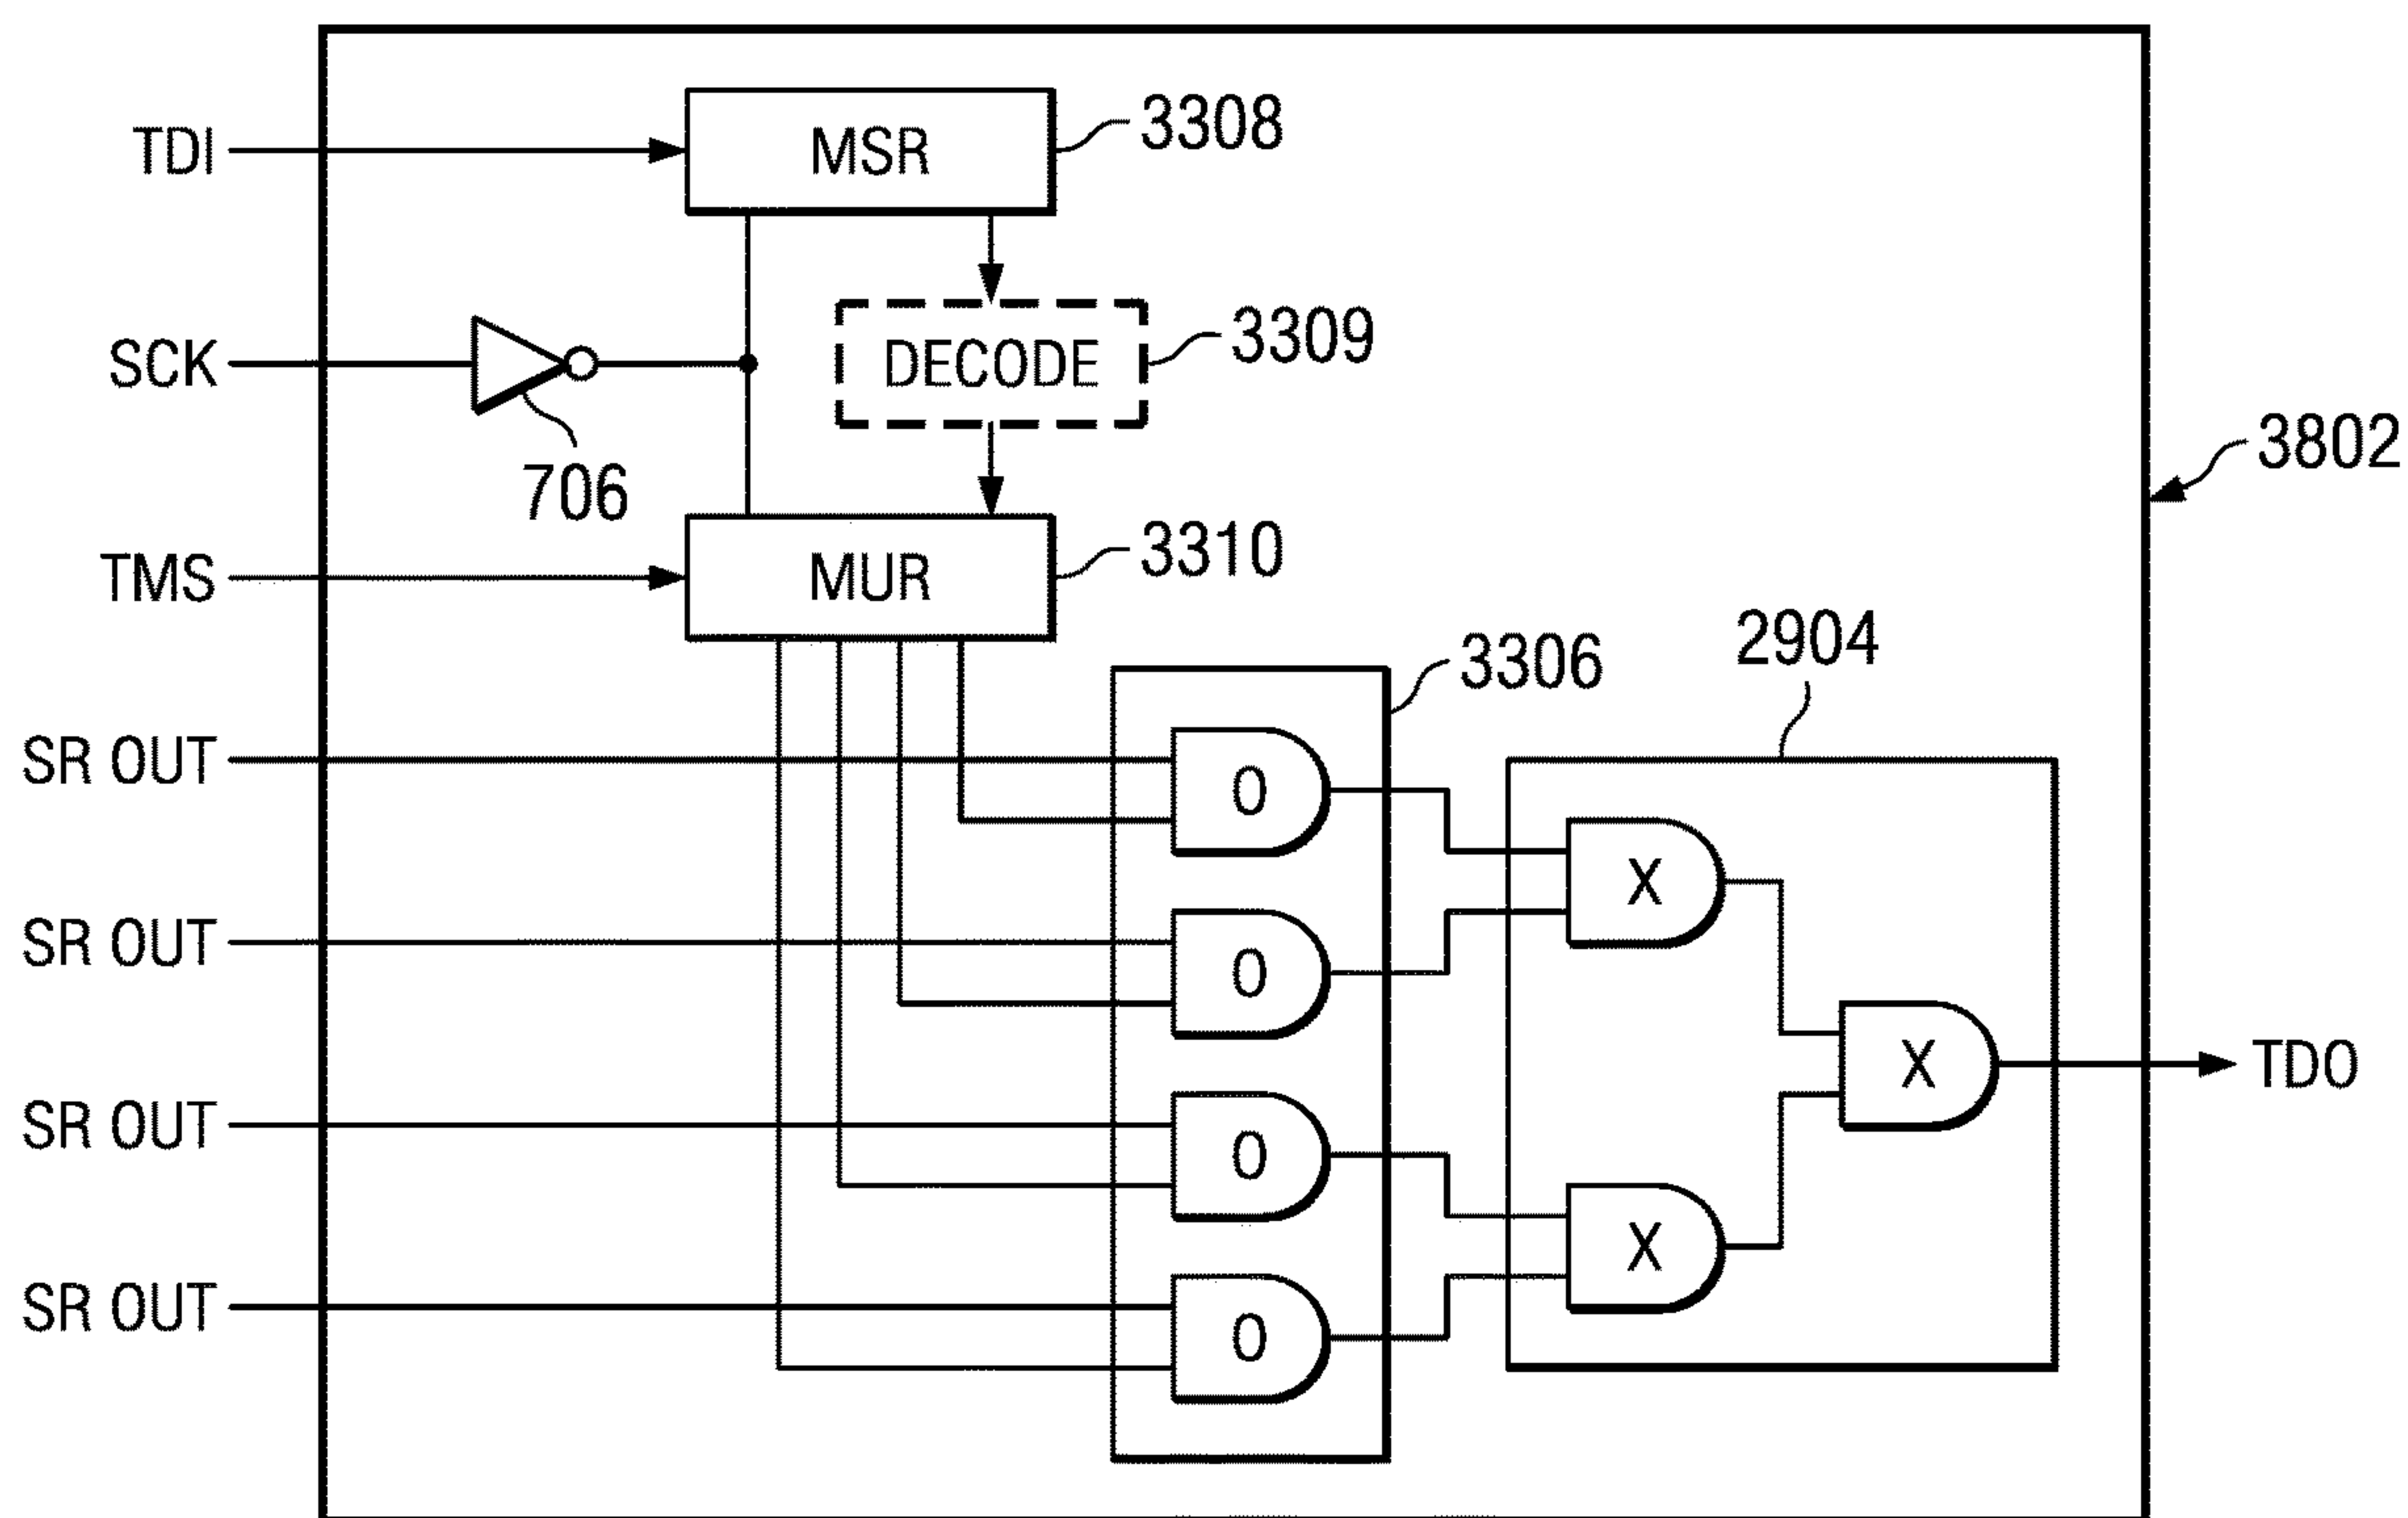 TDI
MSR
3308
SCK
706
DECODE
3309
3802
TMS
MUR
3310
3306
2904
SR OUT
O
X
SR OUT
O
X
TDO
SR OUT
O
X
SR OUT
O